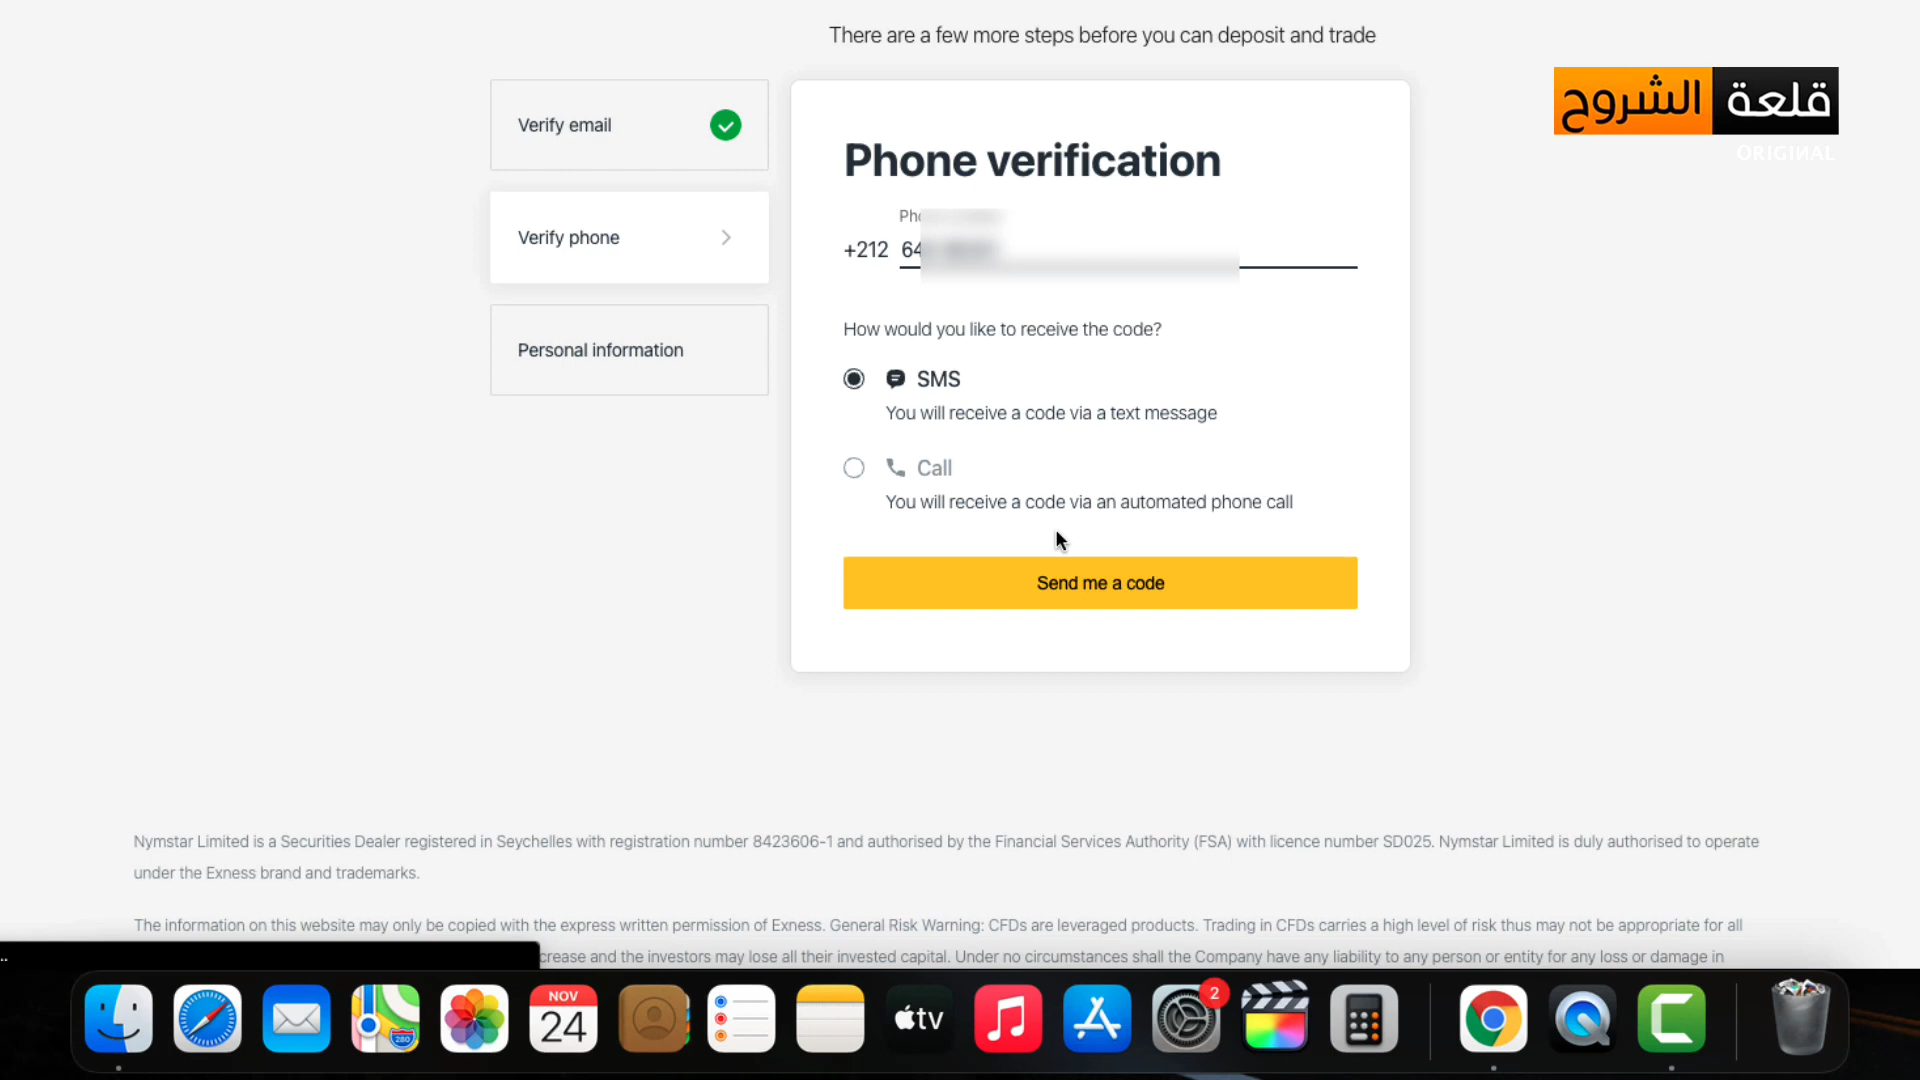 There are a few more steps before you can deposit and trade
قلعة الشروح
ORIGINAL
Verify email
Verify phone
Personal information
Phone verification
+212 64
How would you like to receive the code?
SMS
You will receive a code via a text message
Call
You will receive a code via an automated phone call
Send me a code
Nymstar Limited is a Securities Dealer registered in Seychelles with registration number 8423606-1 and authorised by the Financial Services Authority (FSA) with licence number SD025. Nymstar Limited is duly authorised to operate
under the Exness brand and trademarks.
The information on this website may only be copied with the express written permission of Exness. General Risk Warning: CFDs are leveraged products. Trading in CFDs carries a high level of risk thus may not be appropriate for all
crease and the investors may lose all their invested capital. Under no circumstances shall the Company have any liability to any person or entity for any loss or damage in
..
NOV
24
280
tv
2